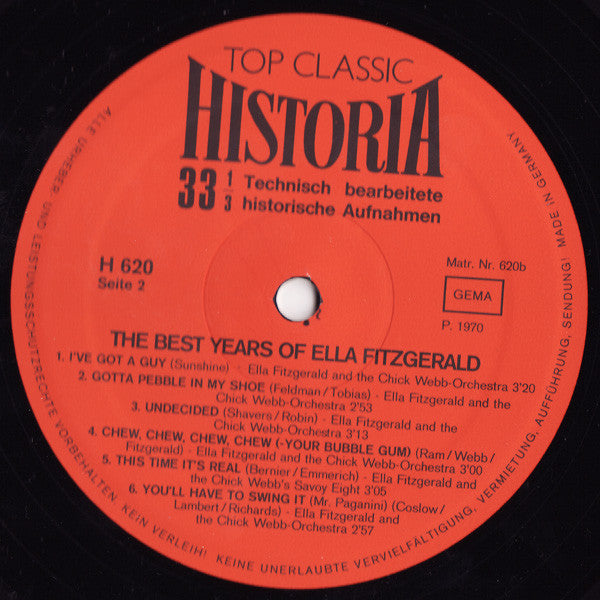 TOP CLASSIC
HISTORIA
33 1/3 Technisch bearbeitete
historische Aufnahmen
H 620
Seite 2
Matr. Nr. 620b
GEMA
P. 1970
THE BEST YEARS OF ELLA FITZGERALD
1. I'VE GOT A GUY (Sunshine) - Ella Fitzgerald and the Chick Webb-Orchestra 3'20
2. GOTTA PEBBLE IN MY SHOE (Feldman/Tobias) - Ella Fitzgerald and the
Chick Webb-Orchestra 2'53
3. UNDECIDED (Shavers/Robin) - Ella Fitzgerald and the
Chick Webb-Orchestra 3'13
4. CHEW, CHEW, CHEW, CHEW (-YOUR BUBBLE GUM) (Ram/Webb/
Fitzgerald) - Ella Fitzgerald and the Chick Webb-Orchestra 3'00
5. THIS TIME IT'S REAL (Bernier/Emmerich) - Ella Fitzgerald and
the Chick Webb's Savoy Eight 3'05
6. YOU'LL HAVE TO SWING IT (Mr. Paganini) (Coslow/
Lambert/Richards) - Ella Fitzgerald and
the Chick Webb-Orchestra 2'57
ALLE URHEBER UND LEISTUNGSSCHUTZRECHTE VORBEHALTEN. KEIN VERLEIH! KEINE UNERLAUBTE VERVIELFÄLTIGUNG, VERMIETUNG, AUFFÜHRUNG, SENDUNG! MADE IN GERMANY